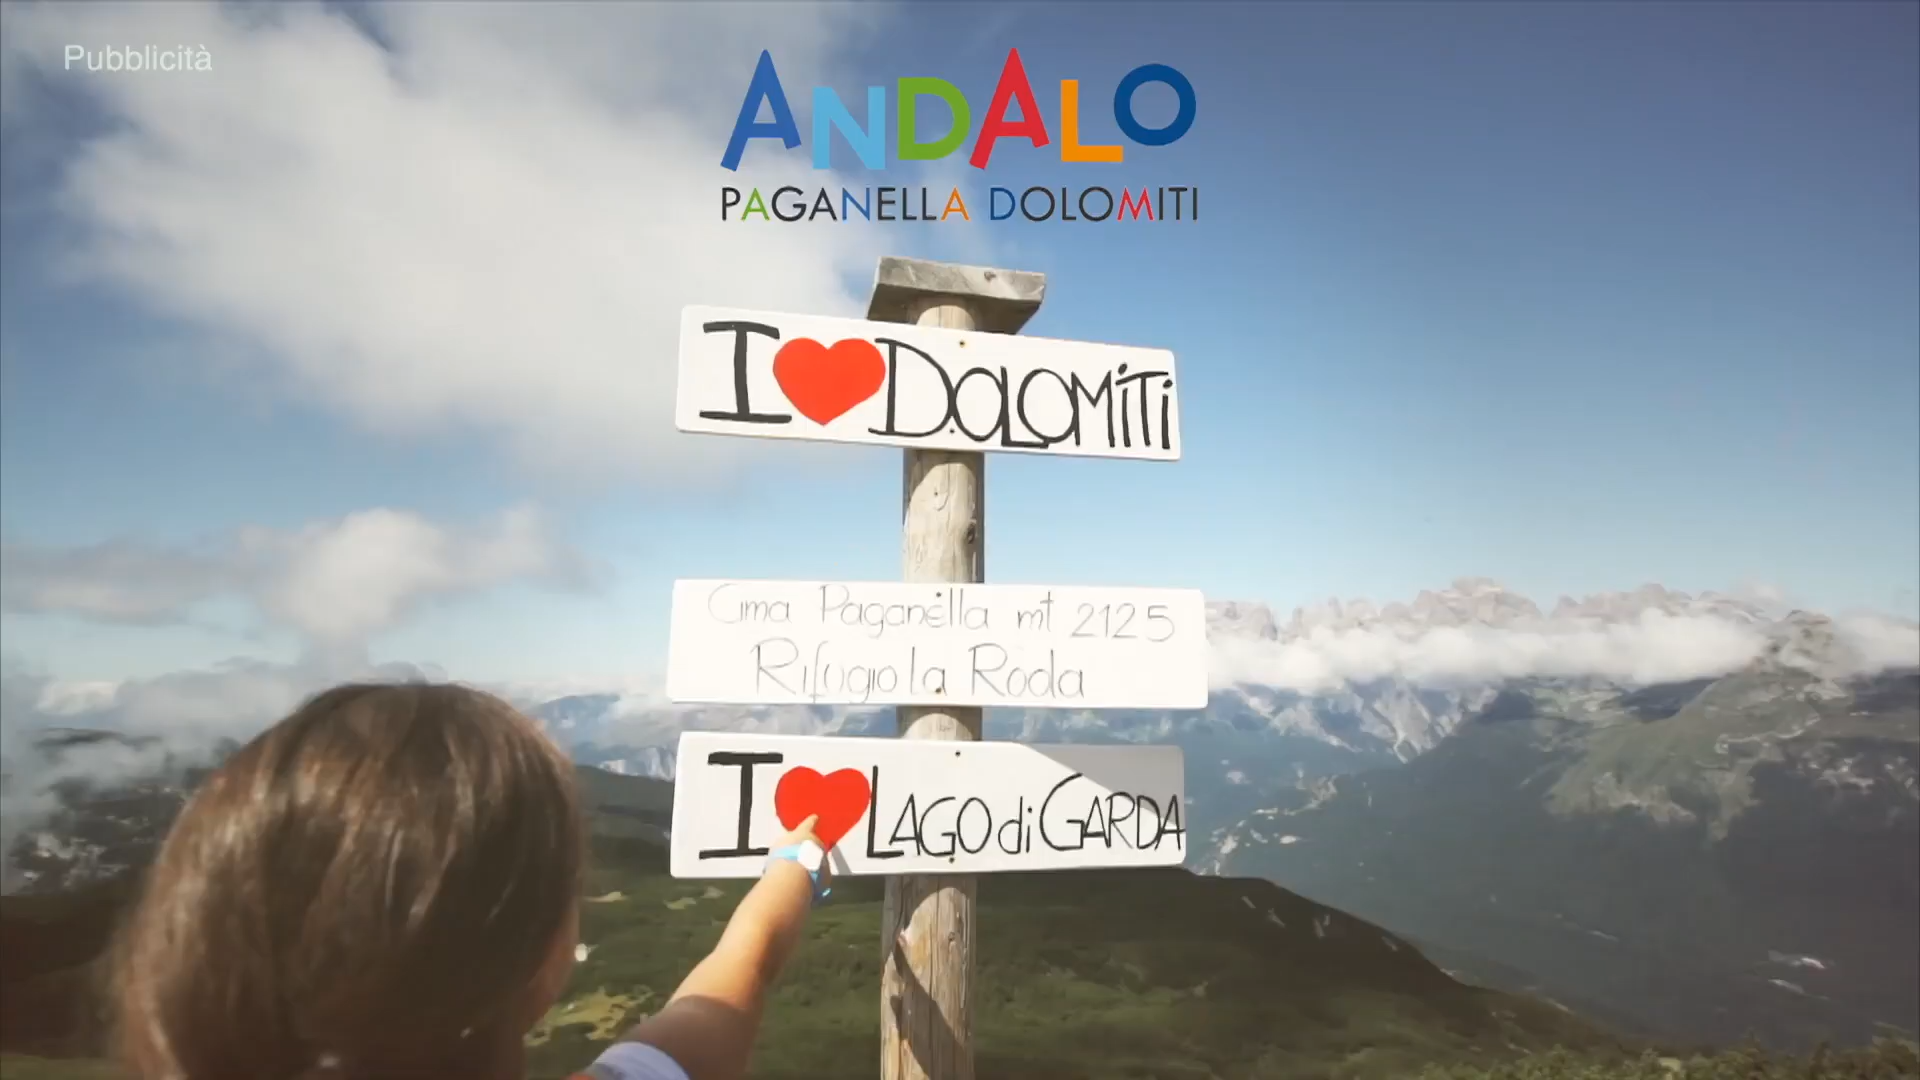 Pubblicità
ANDALO
PAGANELLA DOLOMITI
I ❤ DOLOMiTi
Cima Paganella mt 2125
Rifugio la Roda
I ❤ LAGO di GARDA